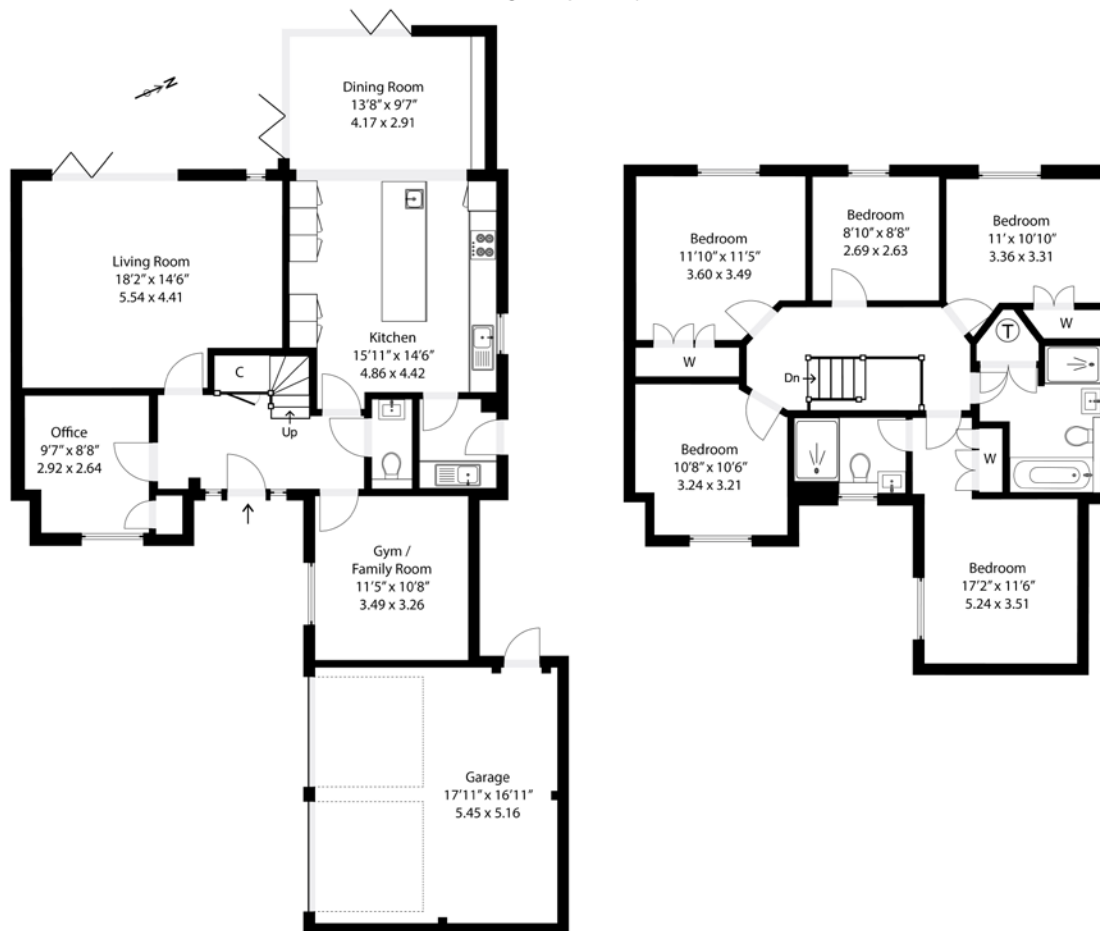 N
Dining Room
13'8" x 9'7"
4.17 x 2.91
Living Room
18'2" x 14'6"
5.54 x 4.41
Kitchen
15'11" x 14'6"
4.86 x 4.42
C
Up
Office
9'7" x 8'8"
2.92 x 2.64
Gym /
Family Room
11'5" x 10'8"
3.49 x 3.26
Garage
17'11" x 16'11"
5.45 x 5.16
Bedroom
11'10" x 11'5"
3.60 x 3.49
Bedroom
8'10" x 8'8"
2.69 x 2.63
Bedroom
11' x 10'10"
3.36 x 3.31
W
T
W
Dn
Bedroom
10'8" x 10'6"
3.24 x 3.21
W
Bedroom
17'2" x 11'6"
5.24 x 3.51